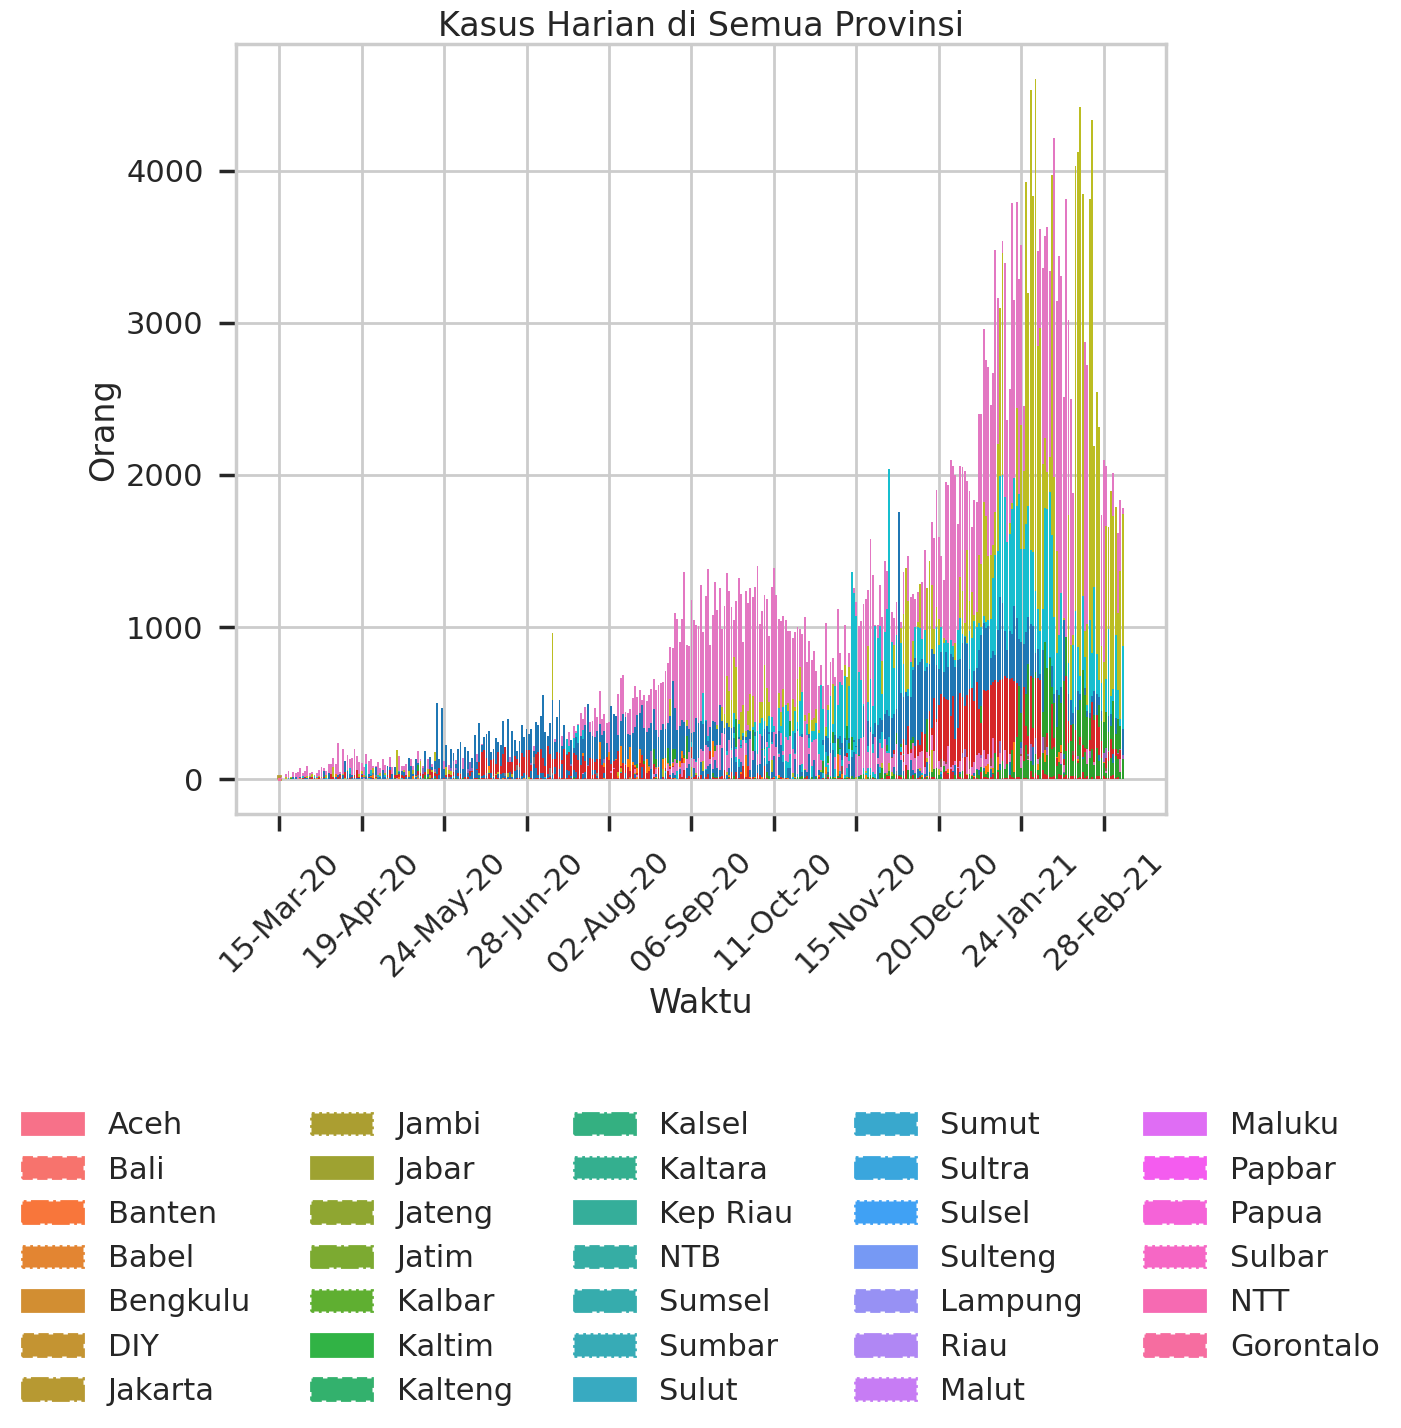 Kasus Harian di Semua Provinsi
4000
3000
2000
1000
0
Orang
15-Mar-20
19-Apr-20
24-May-20
28-Jun-20
02-Aug-20
06-Sep-20
11-Oct-20
15-Nov-20
20-Dec-20
24-Jan-21
28-Feb-21
Waktu
Aceh
Bali
Banten
Babel
Bengkulu
DIY
Jakarta
Jambi
Jabar
Jateng
Jatim
Kalbar
Kaltim
Kalteng
Kalsel
Kaltara
Kep Riau
NTB
Sumsel
Sumbar
Sulut
Sumut
Sultra
Sulsel
Sulteng
Lampung
Riau
Malut
Maluku
Papbar
Papua
Sulbar
NTT
Gorontalo